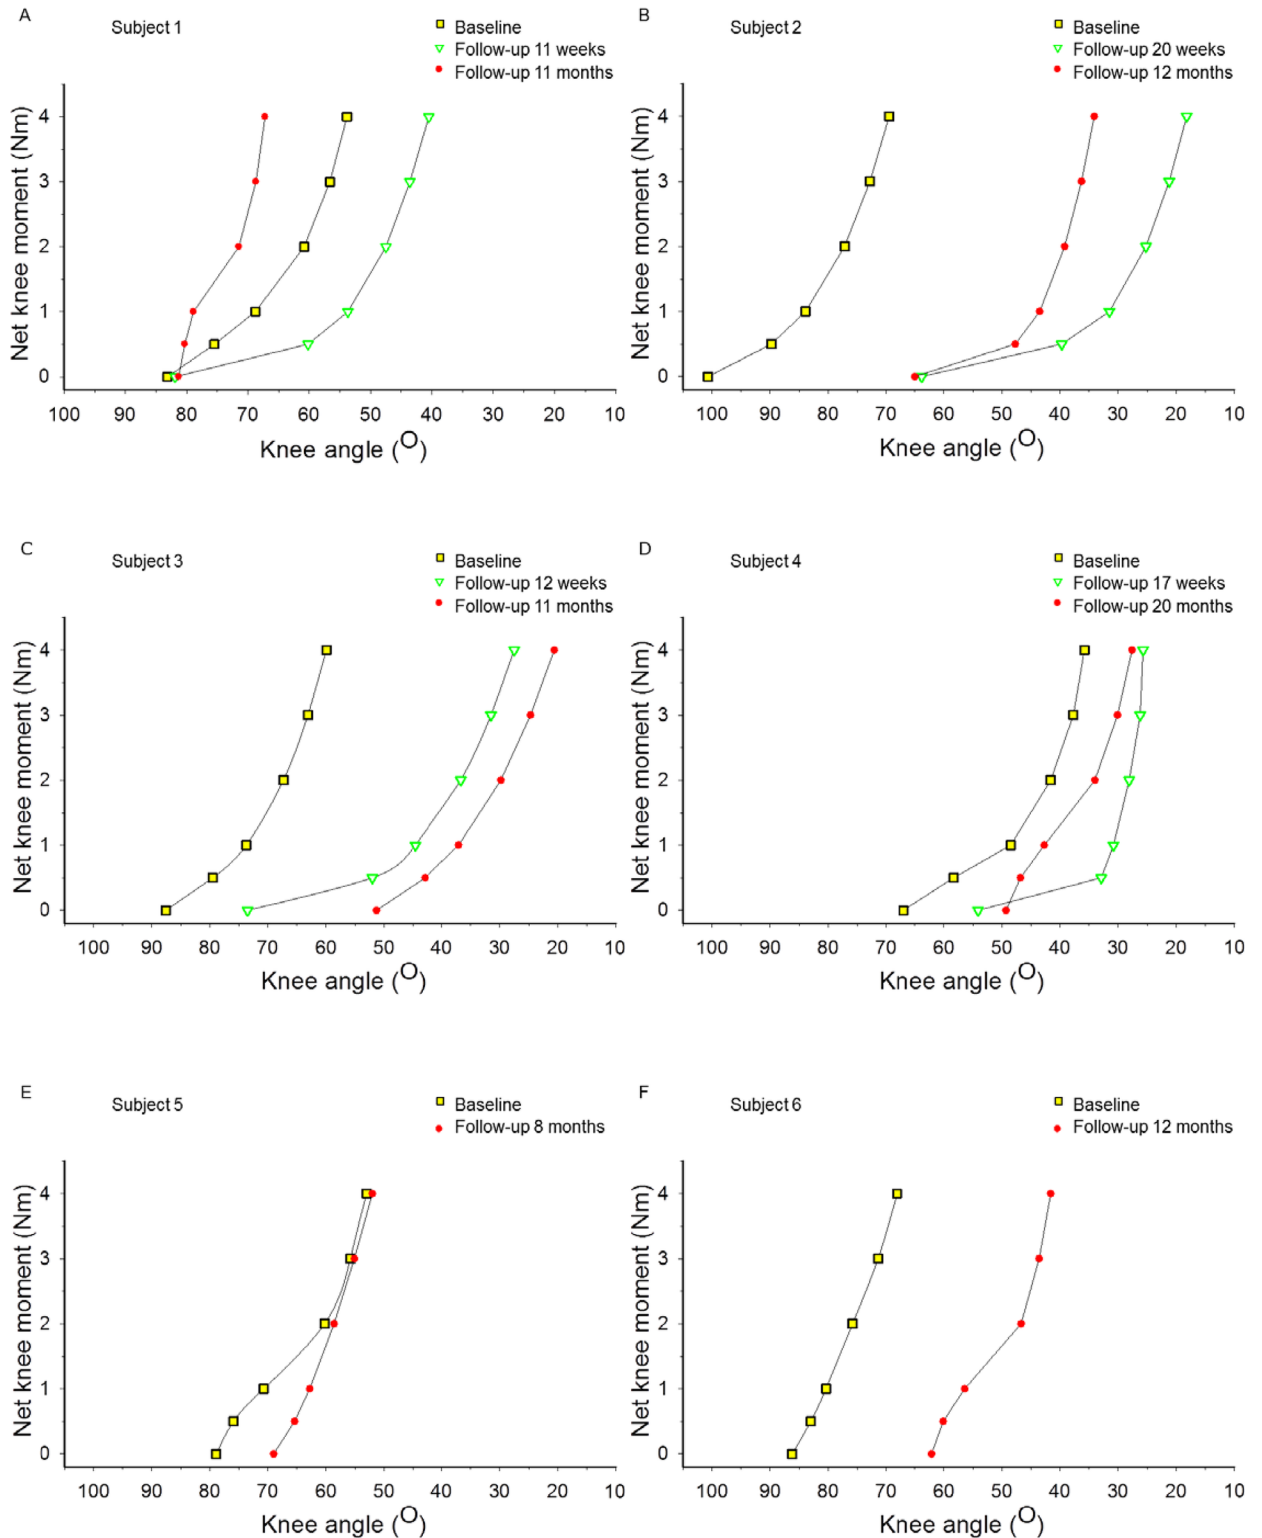 A
Subject 1
Baseline
Follow-up 11 weeks
Follow-up 11 months
Net knee moment (Nm)
4
3
2
1
0
100 90 80 70 60 50 40 30 20 10
Knee angle (O)
B
Subject 2
Baseline
Follow-up 20 weeks
Follow-up 12 months
Net knee moment (Nm)
4
3
2
1
0
100 90 80 70 60 50 40 30 20 10
Knee angle (O)
C
Subject 3
Baseline
Follow-up 12 weeks
Follow-up 11 months
Net knee moment (Nm)
4
3
2
1
0
100 90 80 70 60 50 40 30 20 10
Knee angle (O)
D
Subject 4
Baseline
Follow-up 17 weeks
Follow-up 20 months
Net knee moment (Nm)
4
3
2
1
0
100 90 80 70 60 50 40 30 20 10
Knee angle (O)
E
Subject 5
Baseline
Follow-up 8 months
Net knee moment (Nm)
4
3
2
1
0
100 90 80 70 60 50 40 30 20 10
Knee angle (O)
F
Subject 6
Baseline
Follow-up 12 months
Net knee moment (Nm)
4
3
2
1
0
100 90 80 70 60 50 40 30 20 10
Knee angle (O)